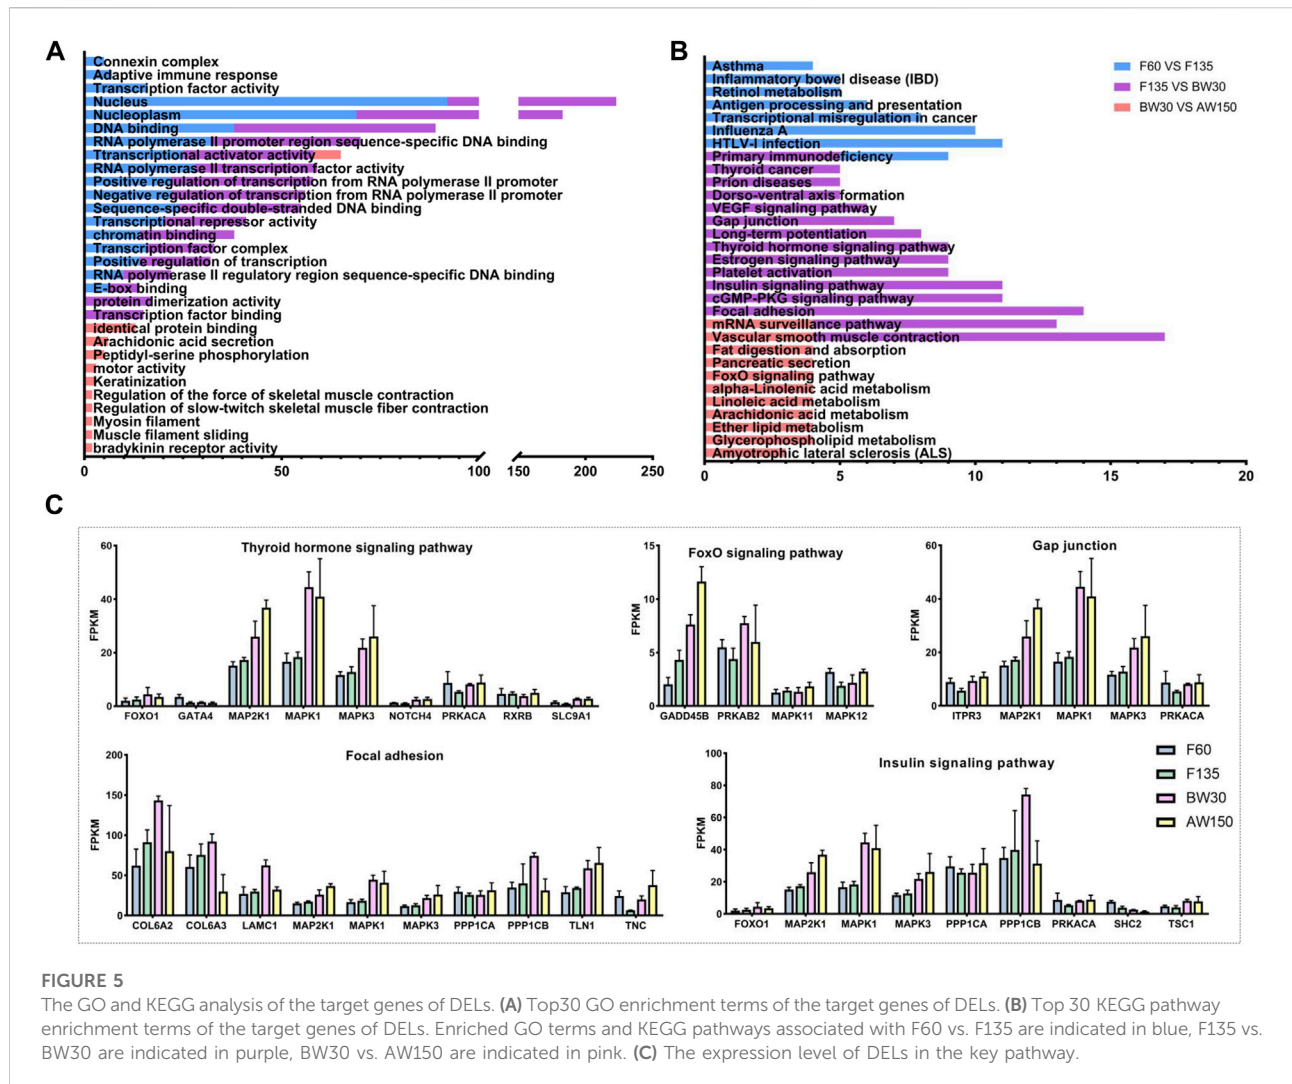 A
Connexin complex
Adaptive immune response
Transcription factor activity
Nucleus
Nucleoplasm
DNA binding
RNA polymerase II promoter region sequence-specific DNA binding
Ttranscriptional activator activity
RNA polymerase II transcription factor activity
Positive regulation of transcription from RNA polymerase II promoter
Negative regulation of transcription from RNA polymerase II promoter
Sequence-specific double-stranded DNA binding
Transcriptional repressor activity
chromatin binding
Transcription factor complex
Positive regulation of transcription
RNA polymerase II regulatory region sequence-specific DNA binding
E-box binding
protein dimerization activity
Transcription factor binding
identical protein binding
Arachidonic acid secretion
Peptidyl-serine phosphorylation
motor activity
Keratinization
Regulation of the force of skeletal muscle contraction
Regulation of slow-twitch skeletal muscle fiber contraction
Myosin filament
Muscle filament sliding
bradykinin receptor activity
0 50 100 150 200 250
B
Asthma
Inflammatory bowel disease (IBD)
Retinol metabolism
Antigen processing and presentation
Transcriptional misregulation in cancer
Influenza A
HTLV-I infection
Primary immunodeficiency
Thyroid cancer
Prion diseases
Dorso-ventral axis formation
VEGF signaling pathway
Gap junction
Long-term potentiation
Thyroid hormone signaling pathway
Estrogen signaling pathway
Platelet activation
Insulin signaling pathway
cGMP-PKG signaling pathway
Focal adhesion
mRNA surveillance pathway
Vascular smooth muscle contraction
Fat digestion and absorption
Pancreatic secretion
FoxO signaling pathway
alpha-Linolenic acid metabolism
Linoleic acid metabolism
Arachidonic acid metabolism
Ether lipid metabolism
Glycerophospholipid metabolism
Amyotrophic lateral sclerosis (ALS)
0 5 10 15 20
F60 VS F135
F135 VS BW30
BW30 VS AW150
C
Thyroid hormone signaling pathway
FPKM
60
40
20
0
FOXO1 GATA4 MAP2K1 MAPK1 MAPK3 NOTCH4 PRKACA RXRB SLC9A1
FoxO signaling pathway
FPKM
15
10
5
0
GADD45B PRKAB2 MAPK11 MAPK12
Gap junction
FPKM
60
40
20
0
ITPR3 MAP2K1 MAPK1 MAPK3 PRKACA
Focal adhesion
FPKM
200
150
100
50
0
COL6A2 COL6A3 LAMC1 MAP2K1 MAPK1 MAPK3 PPP1CA PPP1CB TLN1 TNC
Insulin signaling pathway
FPKM
100
80
60
40
20
0
FOXO1 MAP2K1 MAPK1 MAPK3 PPP1CA PPP1CB PRKACA SHC2 TSC1
F60
F135
BW30
AW150
FIGURE 5
The GO and KEGG analysis of the target genes of DELs. (A) Top30 GO enrichment terms of the target genes of DELs. (B) Top 30 KEGG pathway
enrichment terms of the target genes of DELs. Enriched GO terms and KEGG pathways associated with F60 vs. F135 are indicated in blue, F135 vs.
BW30 are indicated in purple, BW30 vs. AW150 are indicated in pink. (C) The expression level of DELs in the key pathway.